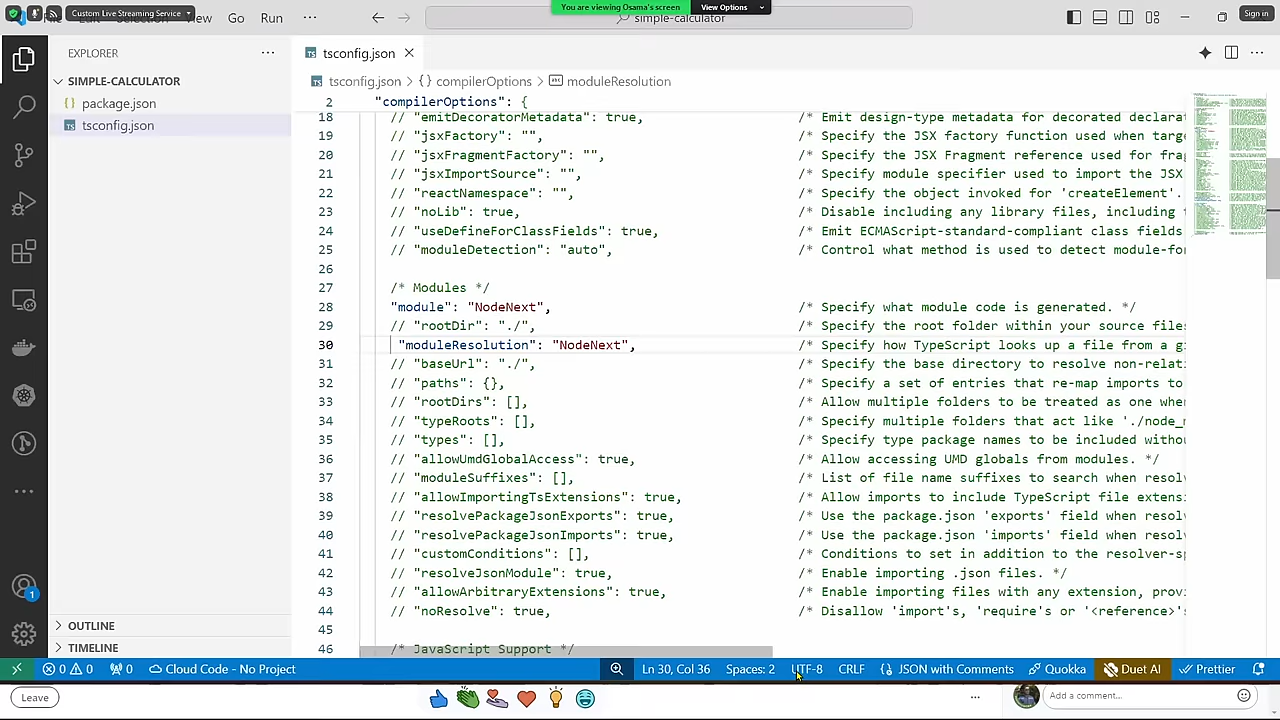 Custom Live Streaming Service
View Go Run ···
You are viewing Osama's screen
View Options
simple-calculator
Sign in
EXPLORER
SIMPLE-CALCULATOR
{} package.json
TS tsconfig.json
OUTLINE
TIMELINE
TS tsconfig.json
TS tsconfig.json > {} compilerOptions > moduleResolution
2 "compilerOptions": {
18 // "emitDecoratorMetadata": true, /* Emit design-type metadata for decorated declarat
19 // "jsxFactory": "", /* Specify the JSX factory function used when targe
20 // "jsxFragmentFactory": "", /* Specify the JSX Fragment reference used for frag
21 // "jsxImportSource": "", /* Specify module specifier used to import the JSX
22 // "reactNamespace": "", /* Specify the object invoked for 'createElement'.
23 // "noLib": true, /* Disable including any library files, including t
24 // "useDefineForClassFields": true, /* Emit ECMAScript-standard-compliant class fields
25 // "moduleDetection": "auto", /* Control what method is used to detect module-for
26
27 /* Modules */
28 "module": "NodeNext", /* Specify what module code is generated. */
29 // "rootDir": "./", /* Specify the root folder within your source files
30 "moduleResolution": "NodeNext", /* Specify how TypeScript looks up a file from a gi
31 // "baseUrl": "./", /* Specify the base directory to resolve non-relati
32 // "paths": {}, /* Specify a set of entries that re-map imports to
33 // "rootDirs": [], /* Allow multiple folders to be treated as one when
34 // "typeRoots": [], /* Specify multiple folders that act like './node_m
35 // "types": [], /* Specify type package names to be included withou
36 // "allowUmdGlobalAccess": true, /* Allow accessing UMD globals from modules. */
37 // "moduleSuffixes": [], /* List of file name suffixes to search when resolv
38 // "allowImportingTsExtensions": true, /* Allow imports to include TypeScript file extensi
39 // "resolvePackageJsonExports": true, /* Use the package.json 'exports' field when resolv
40 // "resolvePackageJsonImports": true, /* Use the package.json 'imports' field when resolv
41 // "customConditions": [], /* Conditions to set in addition to the resolver-sp
42 // "resolveJsonModule": true, /* Enable importing .json files. */
43 // "allowArbitraryExtensions": true, /* Enable importing files with any extension, provi
44 // "noResolve": true, /* Disallow 'import's, 'require's or '<reference>'s
45
46 /* JavaScript Support */
1
0 0 0 Cloud Code - No Project Ln 30, Col 36 Spaces: 2 UTF-8 CRLF {} JSON with Comments Quokka Duet AI Prettier
Leave
Add a comment...